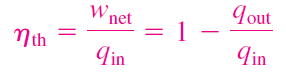 η_th = w_net / q_in = 1 − q_out / q_in